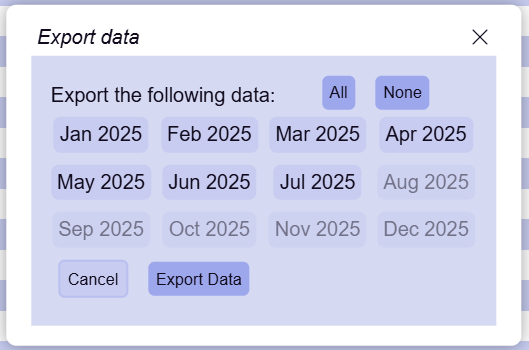 Export data
Export the following data: All None
Jan 2025 Feb 2025 Mar 2025 Apr 2025
May 2025 Jun 2025 Jul 2025 Aug 2025
Sep 2025 Oct 2025 Nov 2025 Dec 2025
Cancel Export Data